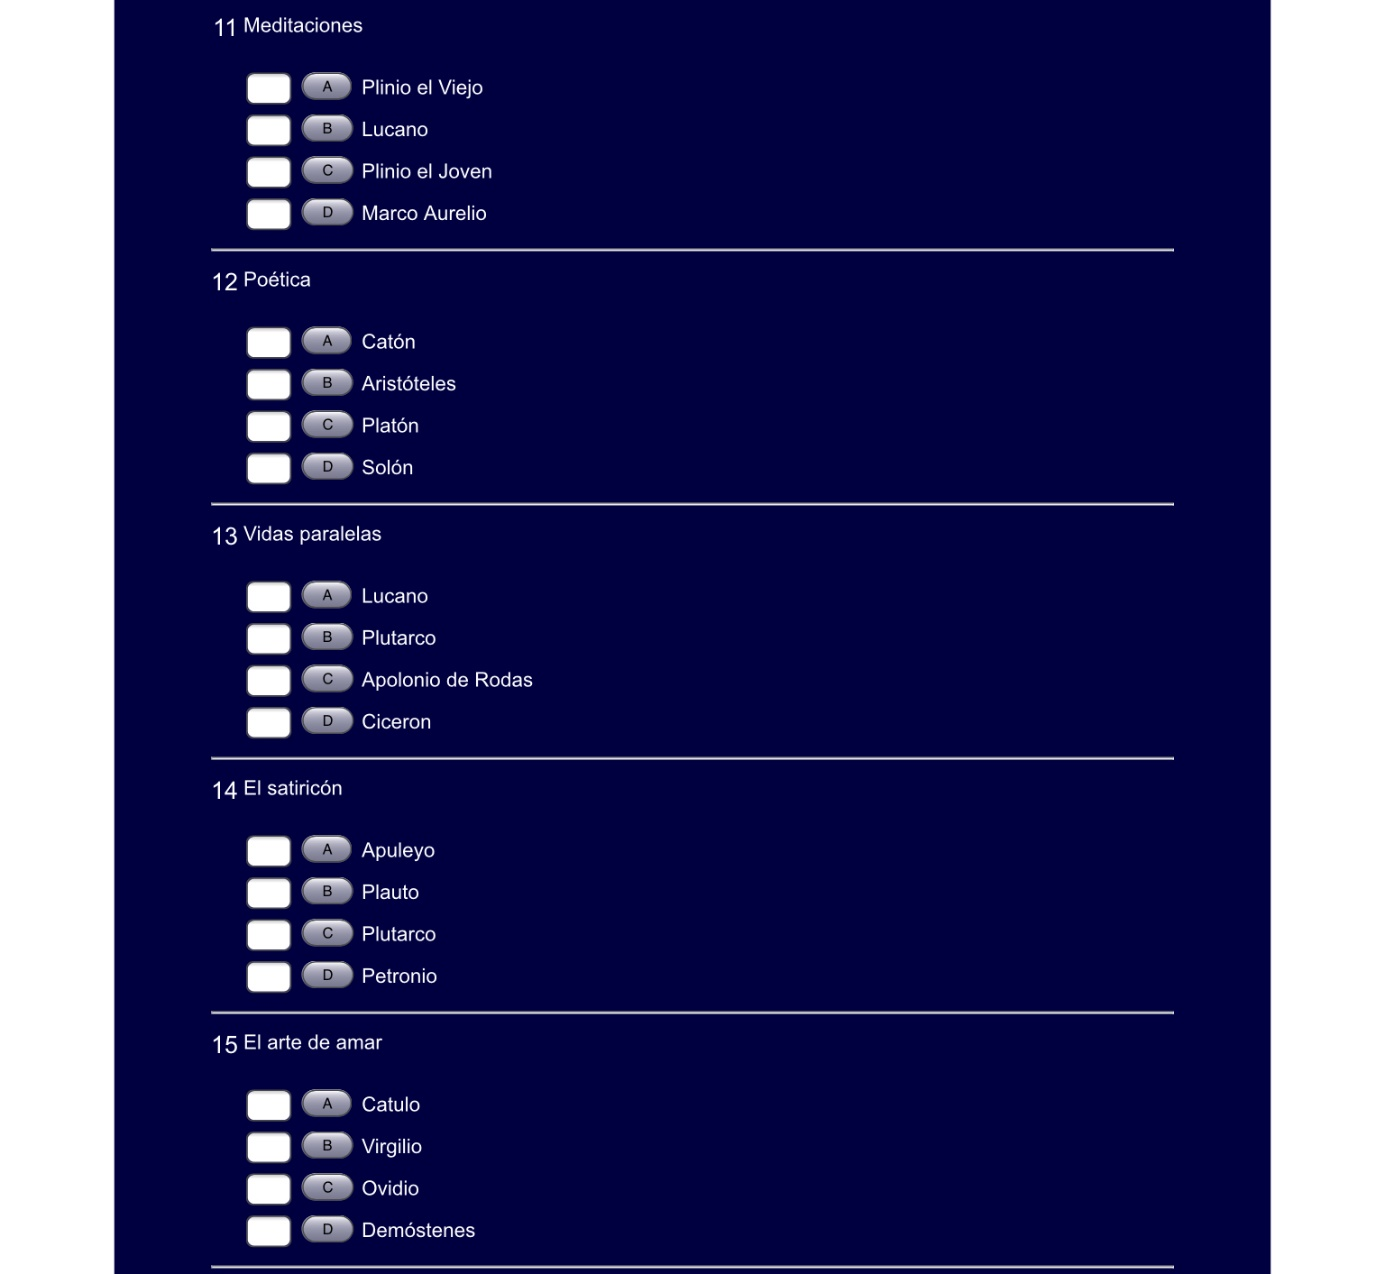 11 Meditaciones
A Plinio el Viejo
B Lucano
C Plinio el Joven
D Marco Aurelio
12 Poética
A Catón
B Aristóteles
C Platón
D Solón
13 Vidas paralelas
A Lucano
B Plutarco
C Apolonio de Rodas
D Ciceron
14 El satiricón
A Apuleyo
B Plauto
C Plutarco
D Petronio
15 El arte de amar
A Catulo
B Virgilio
C Ovidio
D Demóstenes